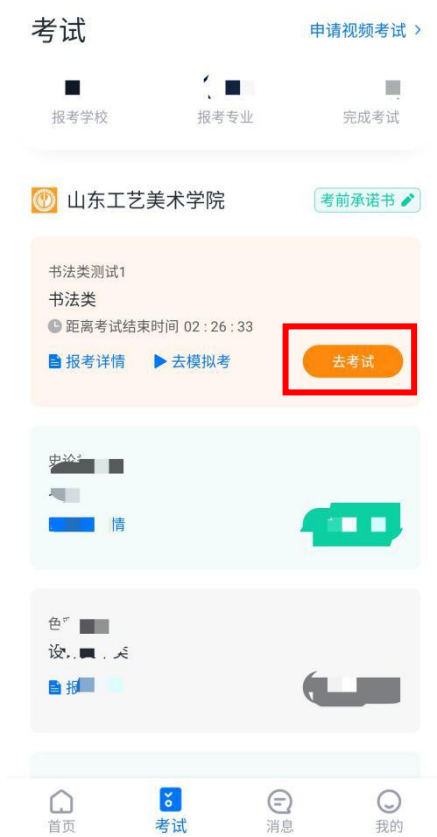 考试
申请视频考试 >
报考学校 报考专业 完成考试
山东工艺美术学院 考前承诺书
书法类测试1
书法类
距离考试结束时间 02 : 26 : 33
报考详情 去模拟考 去考试
情
色
类
首页 考试 消息 我的